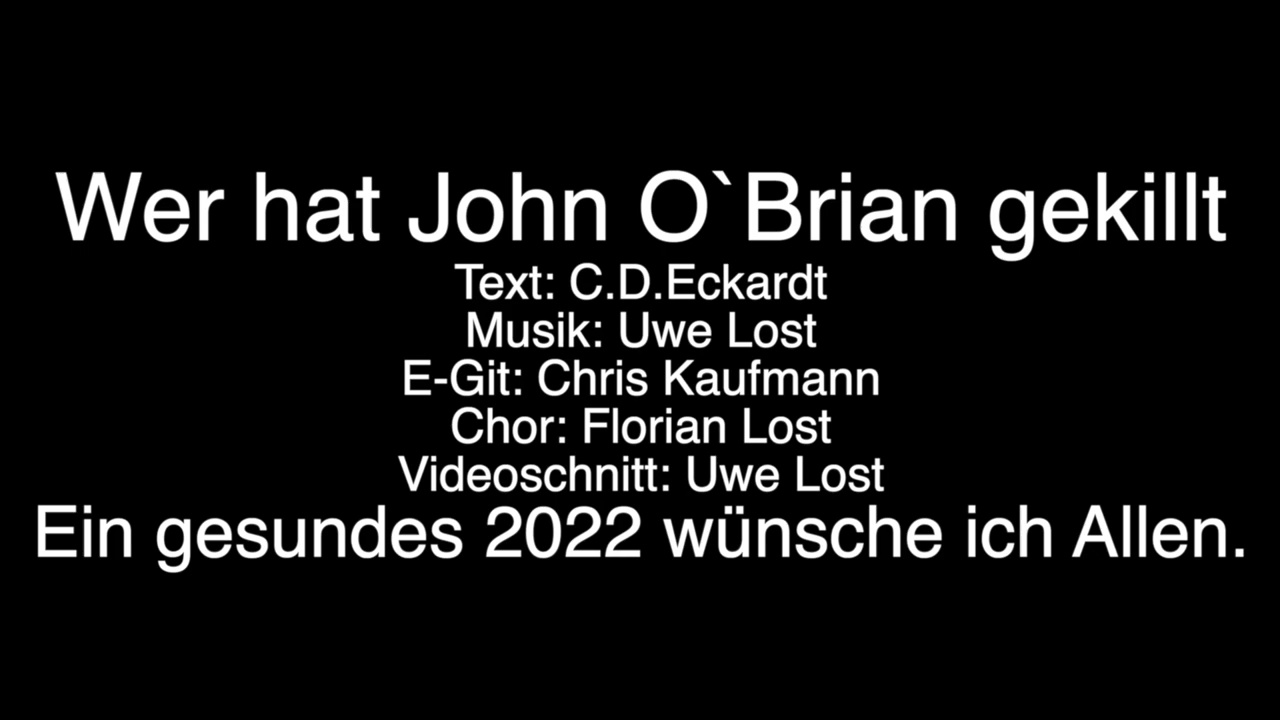 Wer hat John O`Brian gekillt
Text: C.D.Eckardt
Musik: Uwe Lost
E-Git: Chris Kaufmann
Chor: Florian Lost
Videoschnitt: Uwe Lost
Ein gesundes 2022 wünsche ich Allen.